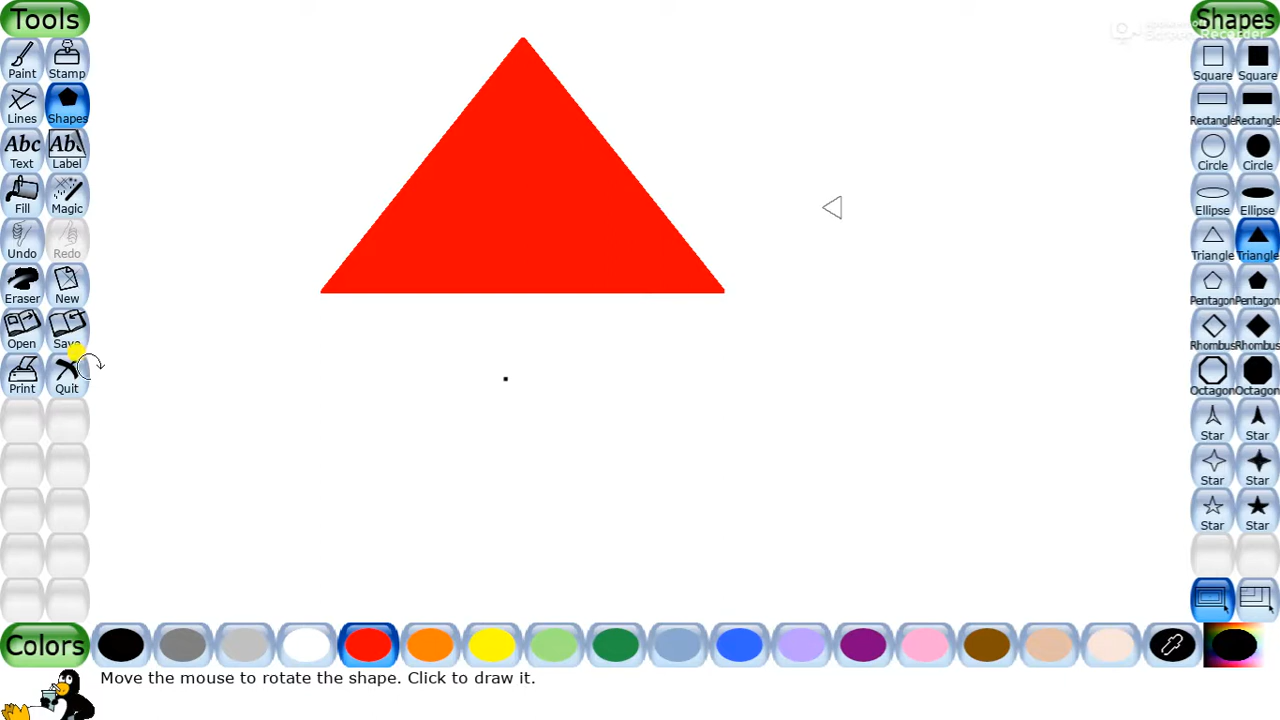 Tools
Shapes
Paint Stamp
Square Square
Lines Shapes
Rectangle Rectangle
Abc Abc
Text Label
Circle Circle
Fill Magic
Ellipse Ellipse
Undo Redo
Triangle Triangle
Eraser New
Pentagon Pentagon
Open Save
Rhombus Rhombus
Print Quit
Octagon Octagon
Star Star
Star Star
Star Star
Colors
Move the mouse to rotate the shape. Click to draw it.